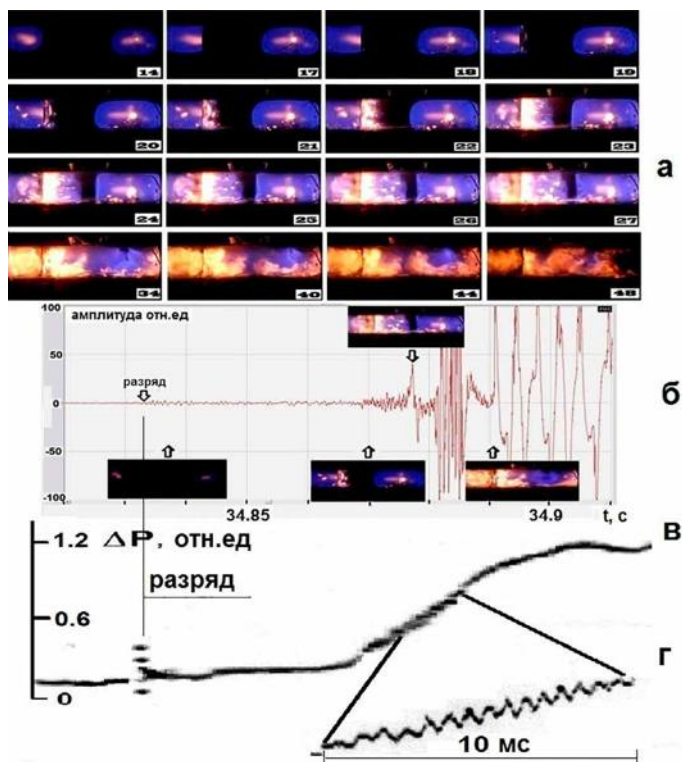 14 17 18 19
20 21 22 23
а
24 25 26 27
34 40 44 48
100
амплитуда отн.ед
50
разряд
б
0
-50
-100
34.85 34.9 t, с
1.2 ΔP, отн.ед
в
разряд
0.6
г
0
10 мс